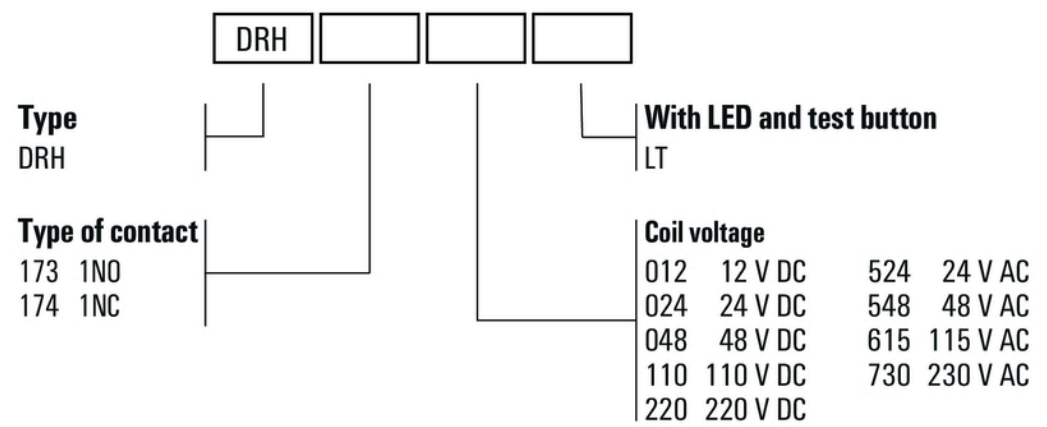 DRH
Type
DRH
With LED and test button
LT
Type of contact
173 1NO
174 1NC
Coil voltage
012 12 V DC 524 24 V AC
024 24 V DC 548 48 V AC
048 48 V DC 615 115 V AC
110 110 V DC 730 230 V AC
220 220 V DC